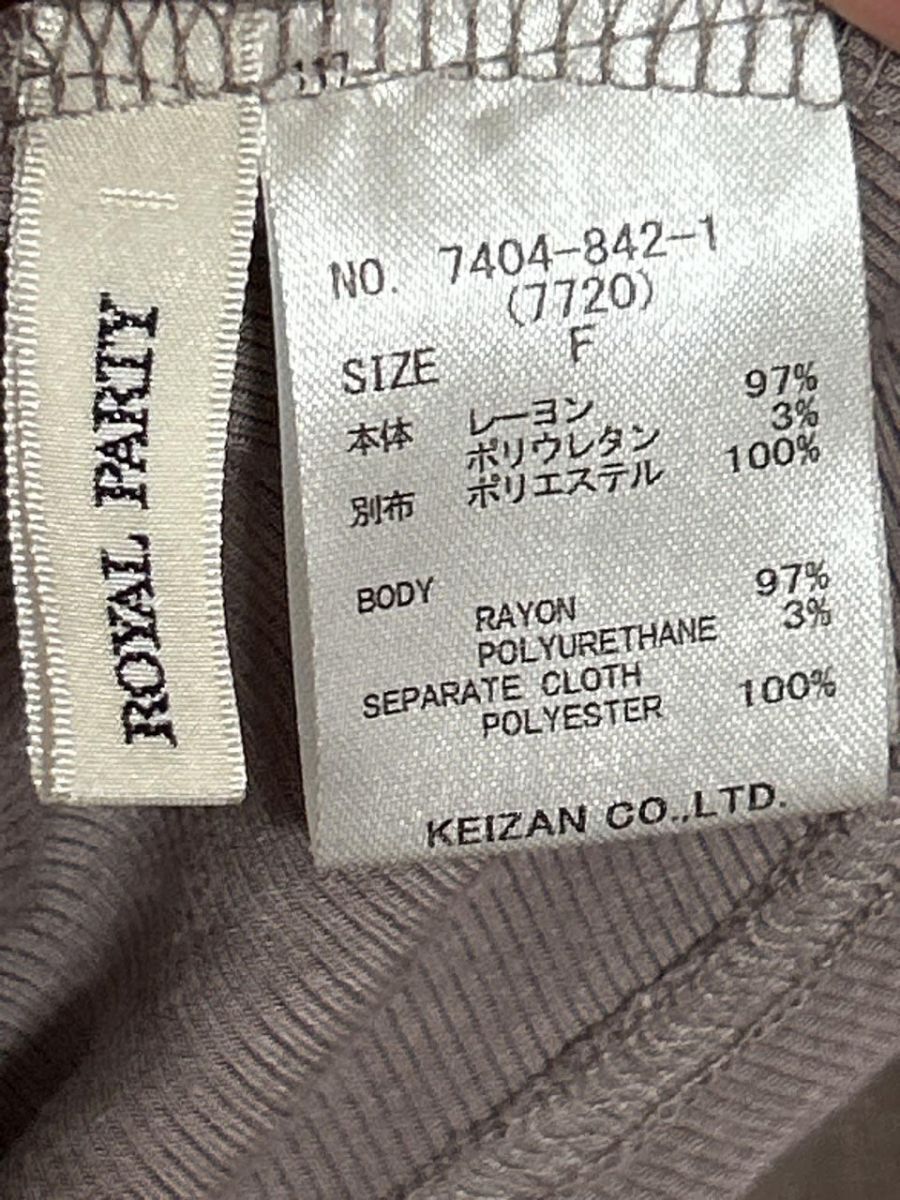 ROYAL PARTY
NO. 7404-842-1
(7720)
SIZE F
本体 レーヨン 97%
ポリウレタン 3%
別布 ポリエステル 100%
BODY
RAYON 97%
POLYURETHANE 3%
SEPARATE CLOTH
POLYESTER 100%
KEIZAN CO.,LTD.